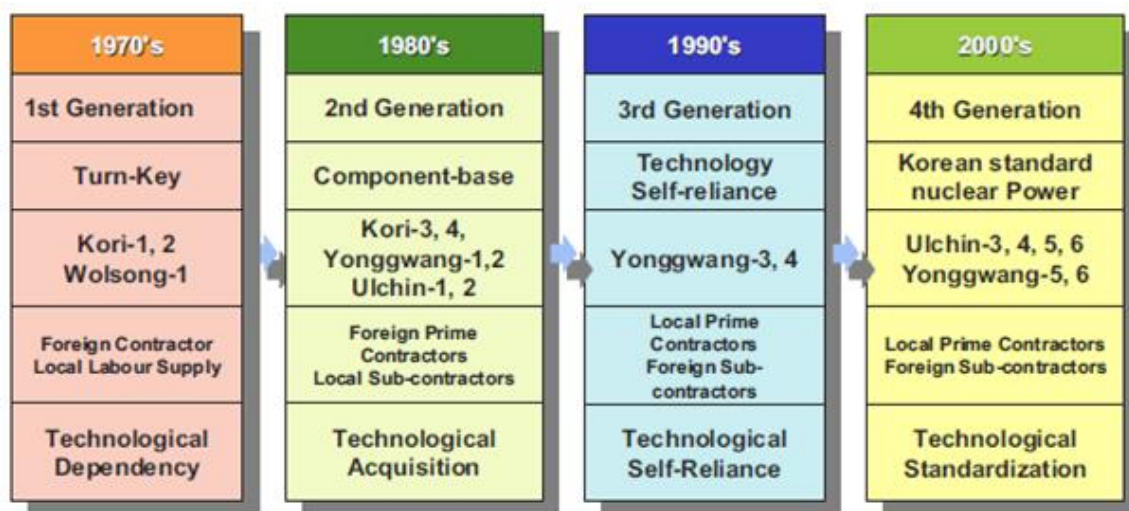 1970's
1st Generation
Turn-Key
Kori-1, 2
Wolsong-1
Foreign Contractor
Local Labour Supply
Technological
Dependency
1980's
2nd Generation
Component-base
Kori-3, 4,
Yonggwang-1,2
Ulchin-1, 2
Foreign Prime
Contractors
Local Sub-contractors
Technological
Acquisition
1990's
3rd Generation
Technology
Self-reliance
Yonggwang-3, 4
Local Prime
Contractors
Foreign Sub-
contractors
Technological
Self-Reliance
2000's
4th Generation
Korean standard
nuclear Power
Ulchin-3, 4, 5, 6
Yonggwang-5, 6
Local Prime Contractors
Foreign Sub-contractors
Technological
Standardization